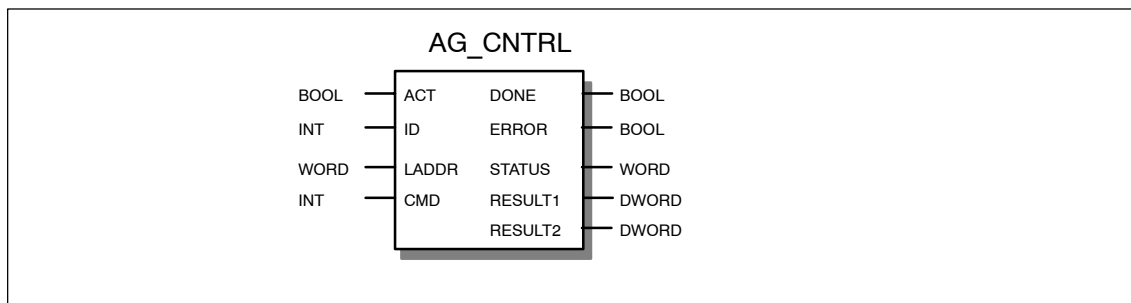 AG_CNTRL
BOOL ACT DONE BOOL
INT ID ERROR BOOL
WORD LADDR STATUS WORD
INT CMD RESULT1 DWORD
RESULT2 DWORD